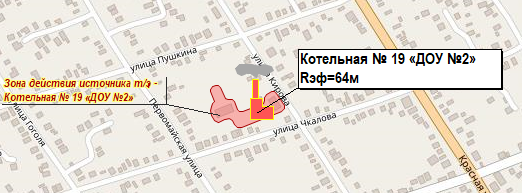 улица Пушкина
улица Кирова
Котельная № 19 «ДОУ №2»
Rэф=64м
Зона действия источника т/э -
Котельная № 19 «ДОУ №2»
Первомайская улица
улица Гоголя
улица Чкалова
Красная